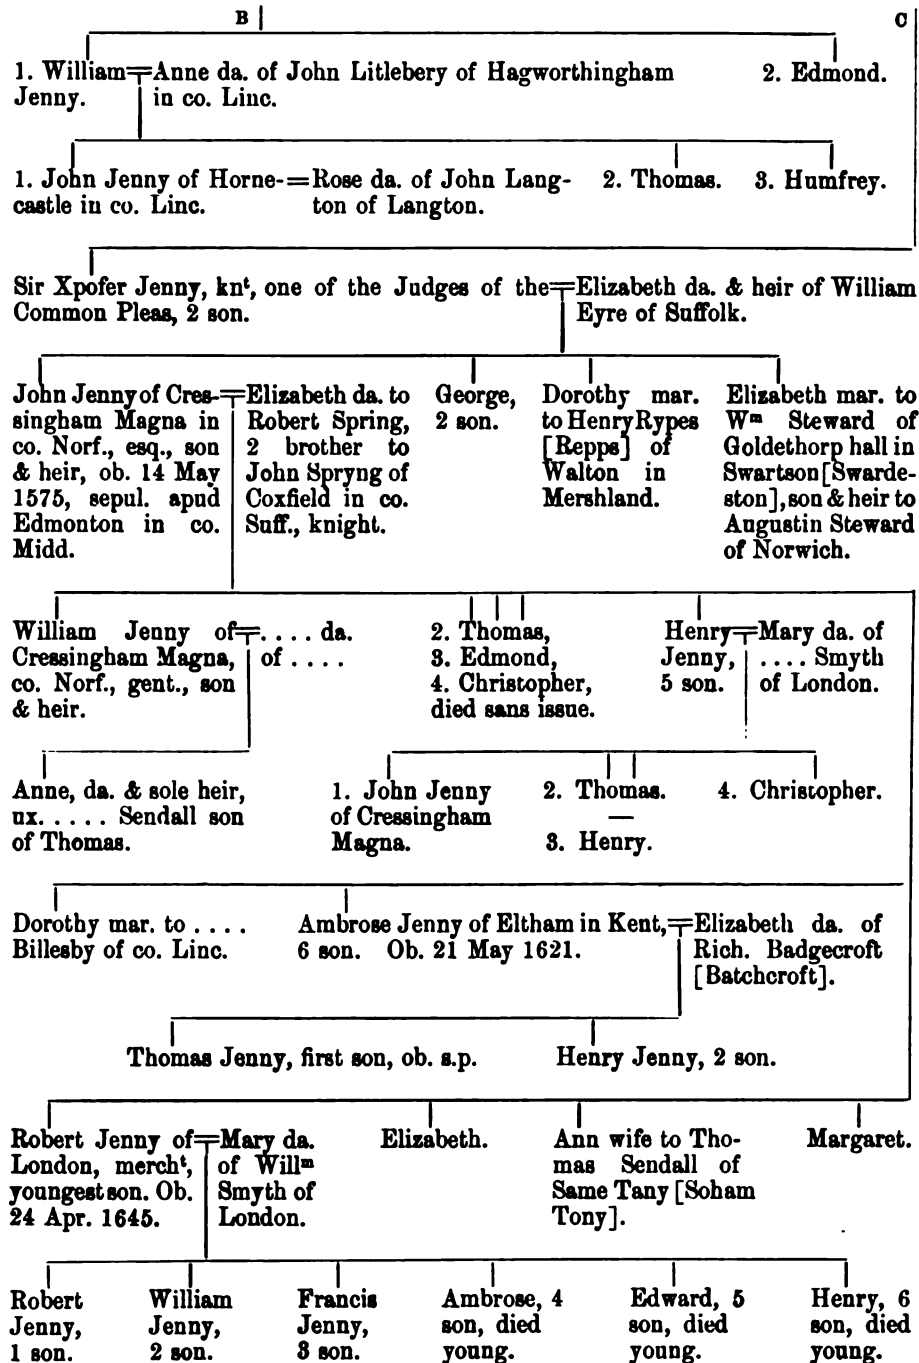 B C
1. William=Anne da. of John Litlebery of Hagworthingham 2. Edmond.
Jenny. in co. Linc.
1. John Jenny of Horne-=Rose da. of John Lang- 2. Thomas. 3. Humfrey.
castle in co. Linc. ton of Langton.
Sir Xpofer Jenny, knᵗ, one of the Judges of the=Elizabeth da. & heir of William
Common Pleas, 2 son. Eyre of Suffolk.
John Jenny of Cres-=Elizabeth da. to George, Dorothy mar. Elizabeth mar. to
singham Magna in Robert Spring, 2 son. to Henry Rypes Wᵐ Steward of
co. Norf., esq., son 2 brother to [Repps] of Goldethorp hall in
& heir, ob. 14 May John Spryng of Walton in Swartson [Swarde-
1575, sepul. apud Coxfield in co. Mershland. ston], son & heir to
Edmonton in co. Suff., knight. Augustin Steward
Midd. of Norwich.
William Jenny of=. . . . da. 2. Thomas, Henry=Mary da. of
Cressingham Magna, of . . . . 3. Edmond, Jenny, . . . . Smyth
co. Norf., gent., son 4. Christopher, 5 son. of London.
& heir. died sans issue.
Anne, da. & sole heir, 1. John Jenny 2. Thomas. 4. Christopher.
ux. . . . . Sendall son of Cressingham —
of Thomas. Magna. 3. Henry.
Dorothy mar. to . . . . Ambrose Jenny of Eltham in Kent,=Elizabeth da. of
Billesby of co. Linc. 6 son. Ob. 21 May 1621. Rich. Badgecroft
[Batchcroft].
Thomas Jenny, first son, ob. s.p. Henry Jenny, 2 son.
Robert Jenny of=Mary da. Elizabeth. Ann wife to Tho- Margaret.
London, merchᵗ, of Willᵐ mas Sendall of
youngest son. Ob. Smyth of Same Tany [Soham
24 Apr. 1645. London. Tony].
Robert William Francis Ambrose, 4 Edward, 5 Henry, 6
Jenny, Jenny, Jenny, son, died son, died son, died
1 son. 2 son. 3 son. young. young. young.